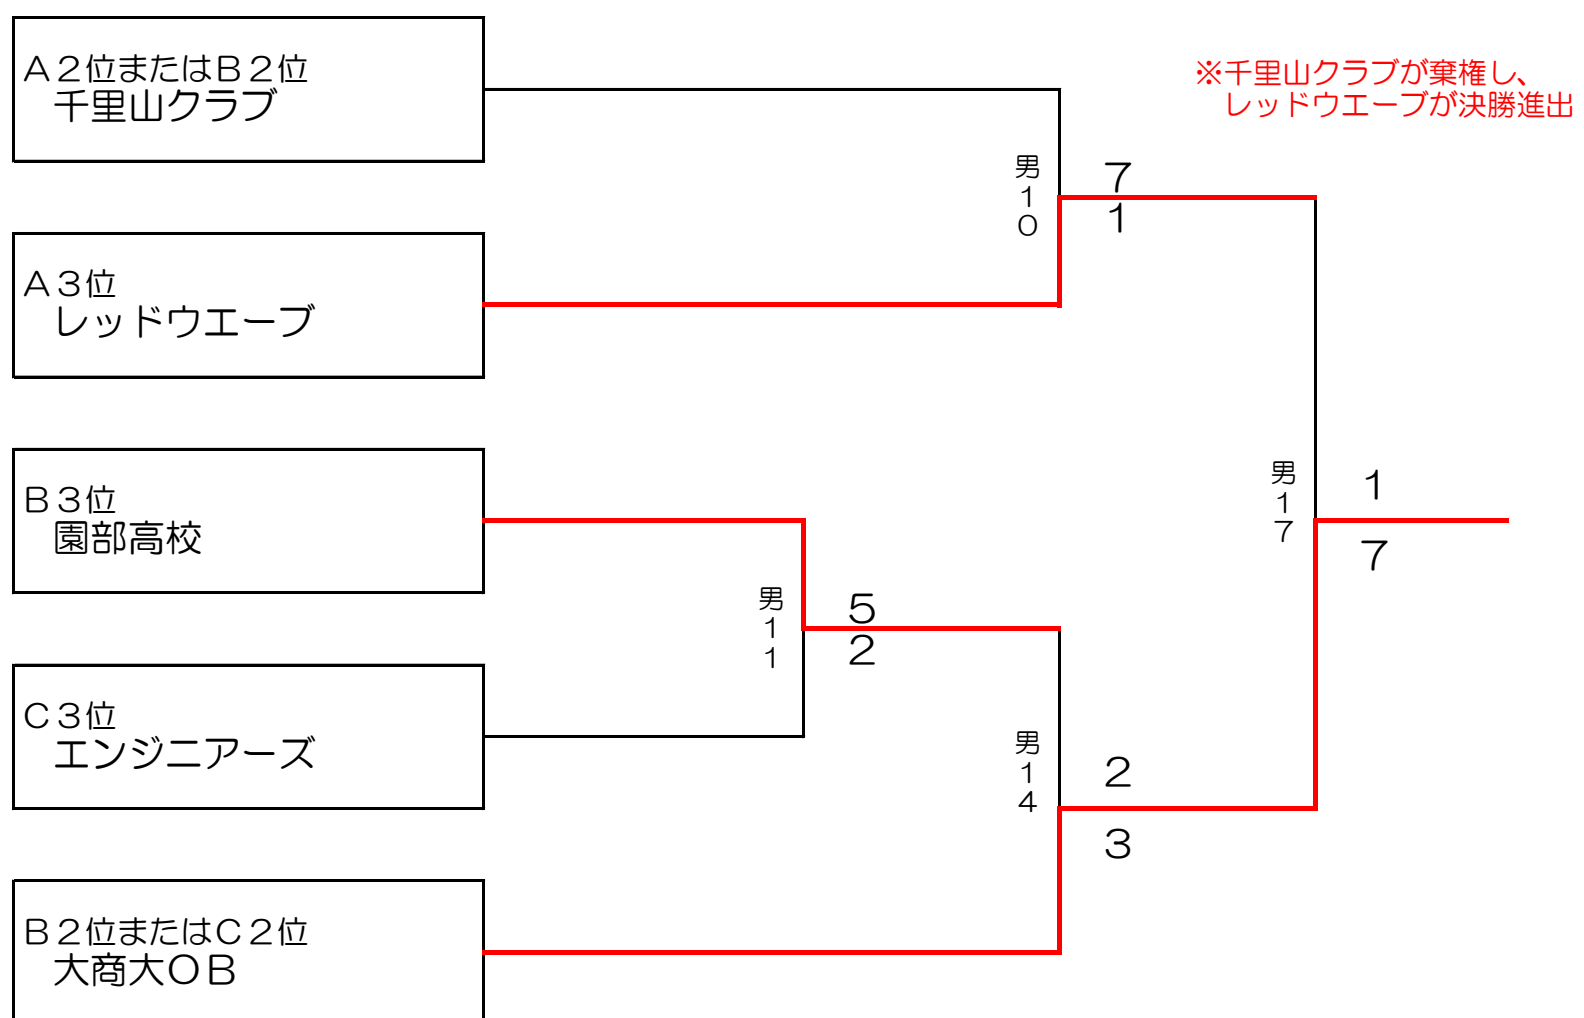 A2位またはB2位
千里山クラブ
※千里山クラブが棄権し、
レッドウエーブが決勝進出
男10
7
1
A3位
レッドウエーブ
B3位
園部高校
男11
5
2
男17
1
7
C3位
エンジニアーズ
男14
2
3
B2位またはC2位
大商大OB